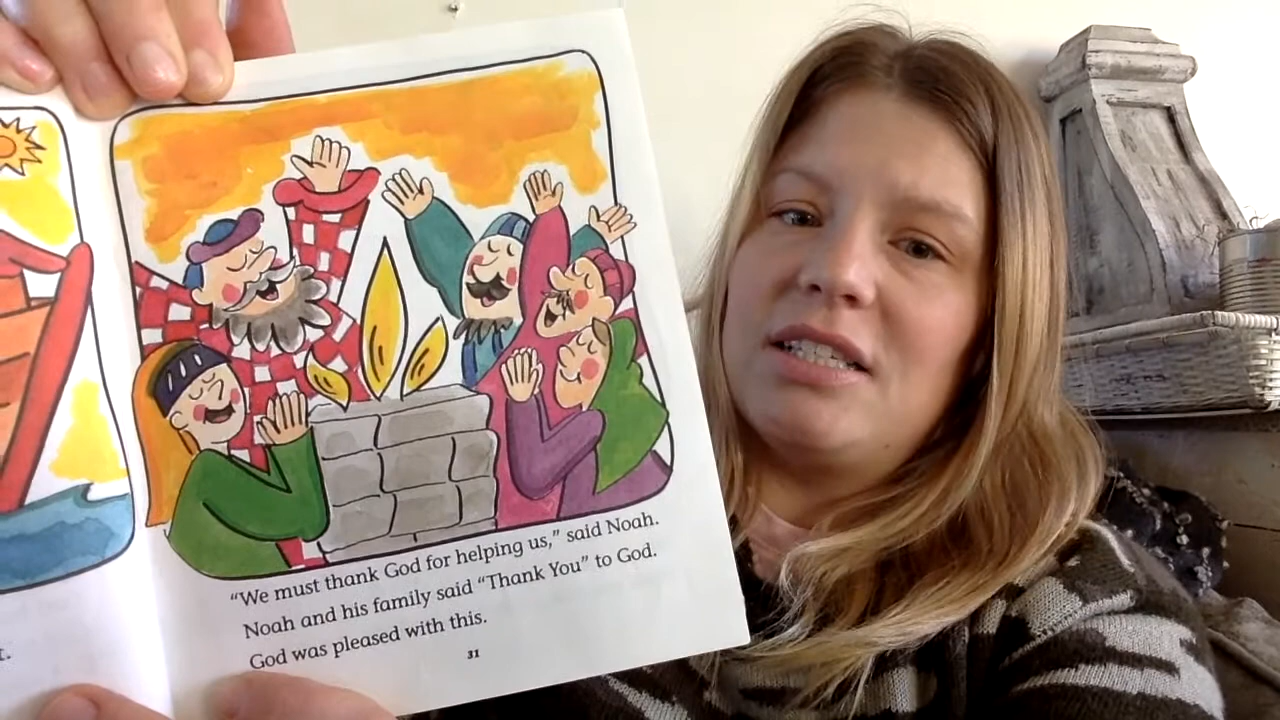 t.
"We must thank God for helping us," said Noah.
Noah and his family said "Thank You" to God.
God was pleased with this.
31